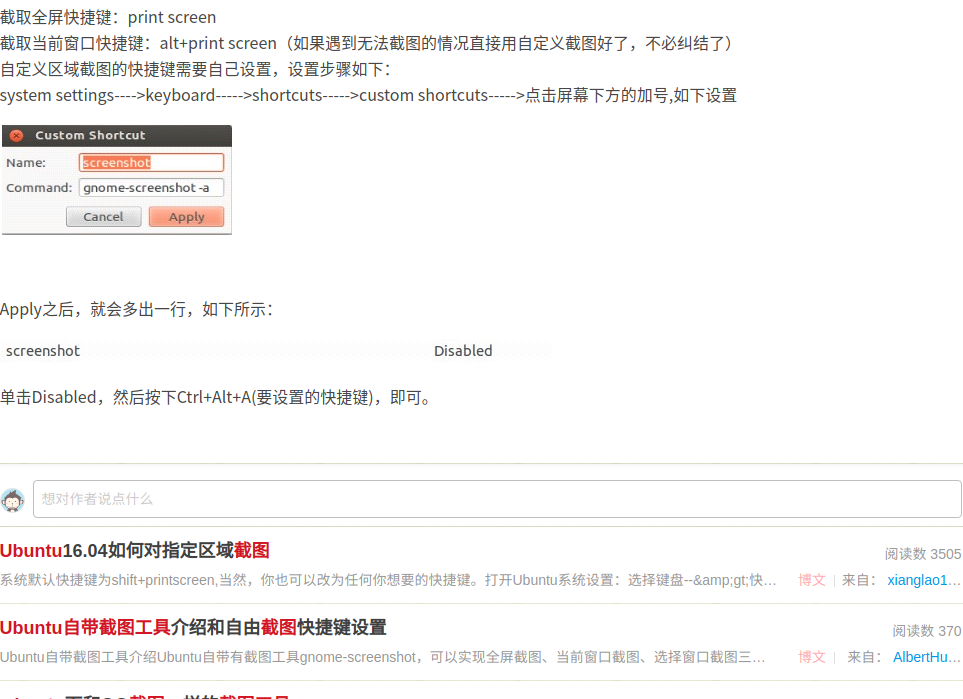 截取全屏快捷键：print screen
截取当前窗口快捷键：alt+print screen（如果遇到无法截图的情况直接用自定义截图好了，不必纠结了）
自定义区域截图的快捷键需要自己设置，设置步骤如下：
system settings---->keyboard----->shortcuts----->custom shortcuts----->点击屏幕下方的加号,如下设置
Custom Shortcut
Name: screenshot
Command: gnome-screenshot -a
Cancel Apply
Apply之后，就会多出一行，如下所示：
screenshot Disabled
单击Disabled，然后按下Ctrl+Alt+A(要设置的快捷键)，即可。
想对作者说点什么
Ubuntu16.04如何对指定区域截图 阅读数 3505
系统默认快捷键为shift+printscreen,当然，你也可以改为任何你想要的快捷键。打开Ubuntu系统设置：选择键盘--&amp;gt;快… 博文 | 来自： xianglao1…
Ubuntu自带截图工具介绍和自由截图快捷键设置 阅读数 370
Ubuntu自带截图工具介绍Ubuntu自带有截图工具gnome-screenshot，可以实现全屏截图、当前窗口截图、选择窗口截图三… 博文 | 来自： AlbertHu…